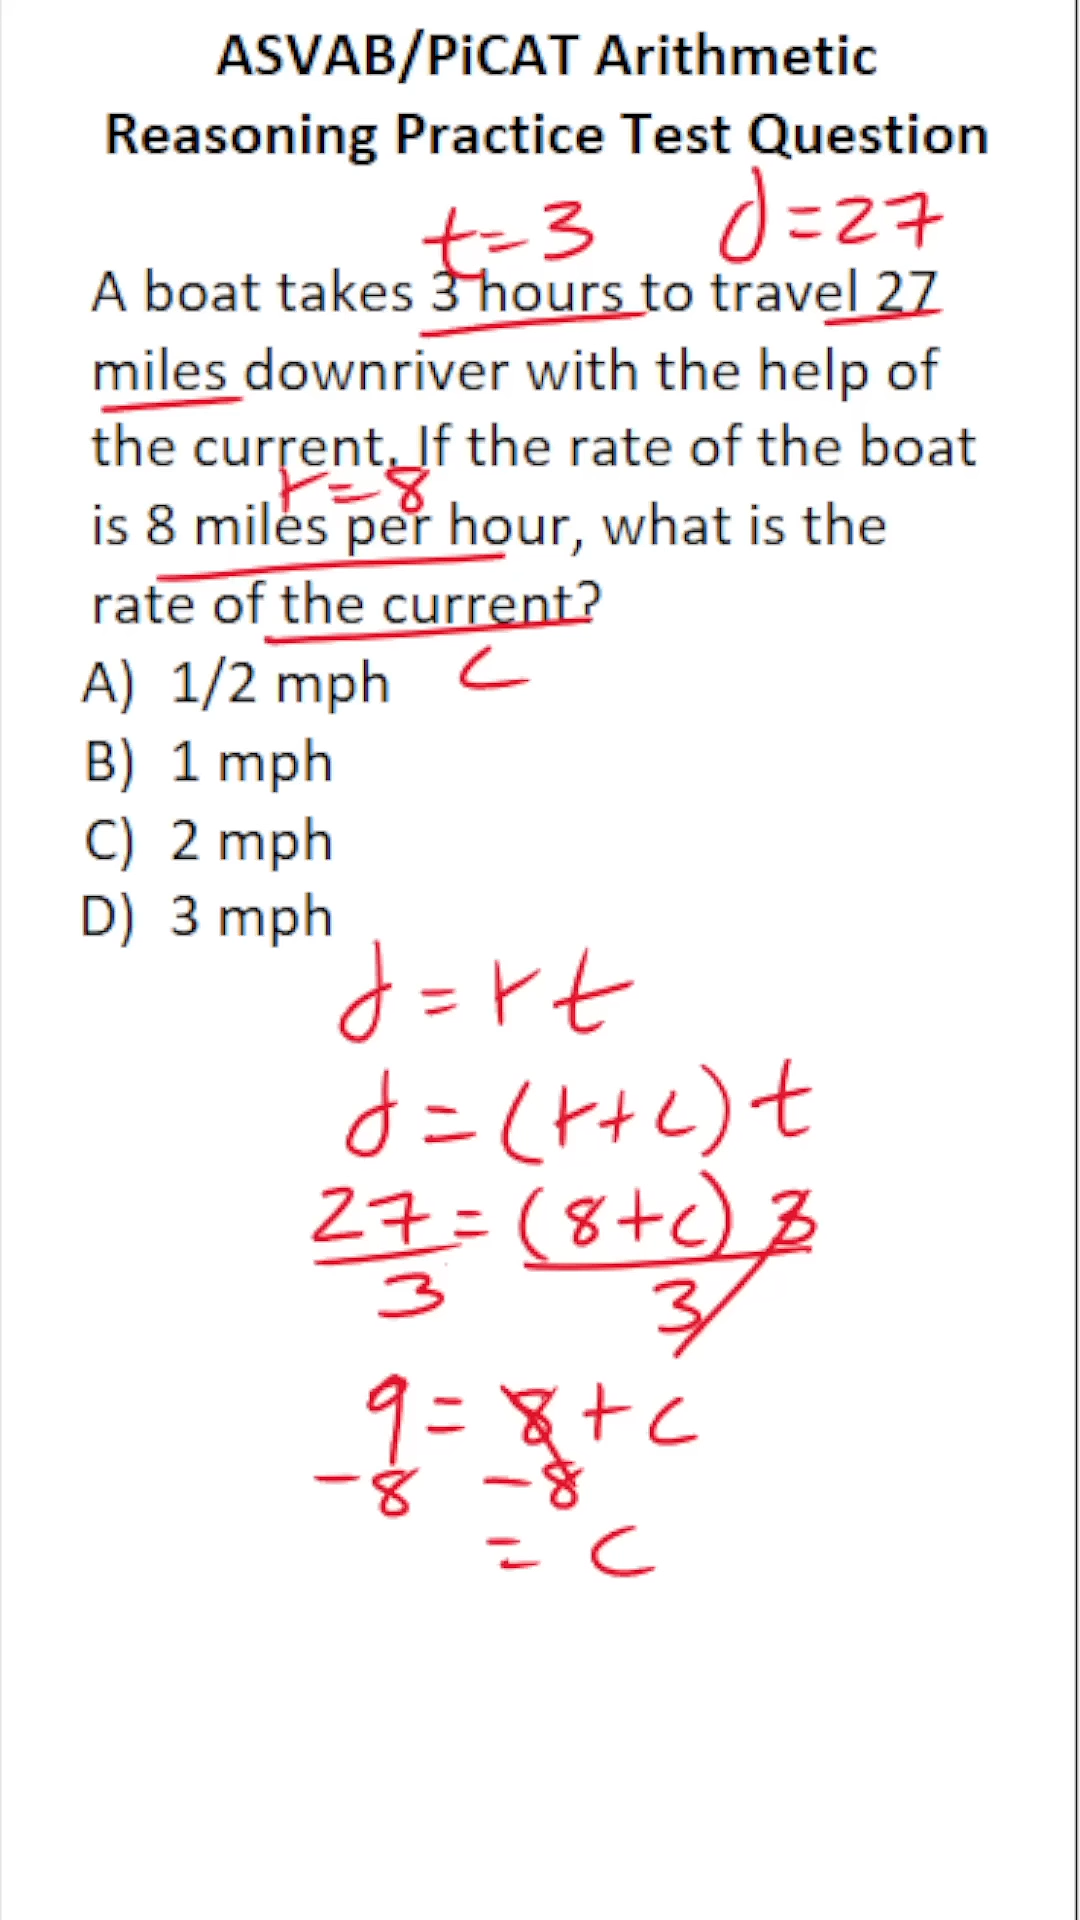 ASVAB/PiCAT Arithmetic
Reasoning Practice Test Question
t=3 d=27
A boat takes 3 hours to travel 27
miles downriver with the help of
the current. If the rate of the boat
r=8
is 8 miles per hour, what is the
rate of the current?
c
A) 1/2 mph
B) 1 mph
C) 2 mph
D) 3 mph
d=rt
d=(r+c)t
27=(8+c)3
3 3
9=8+c
-8 -8
=c